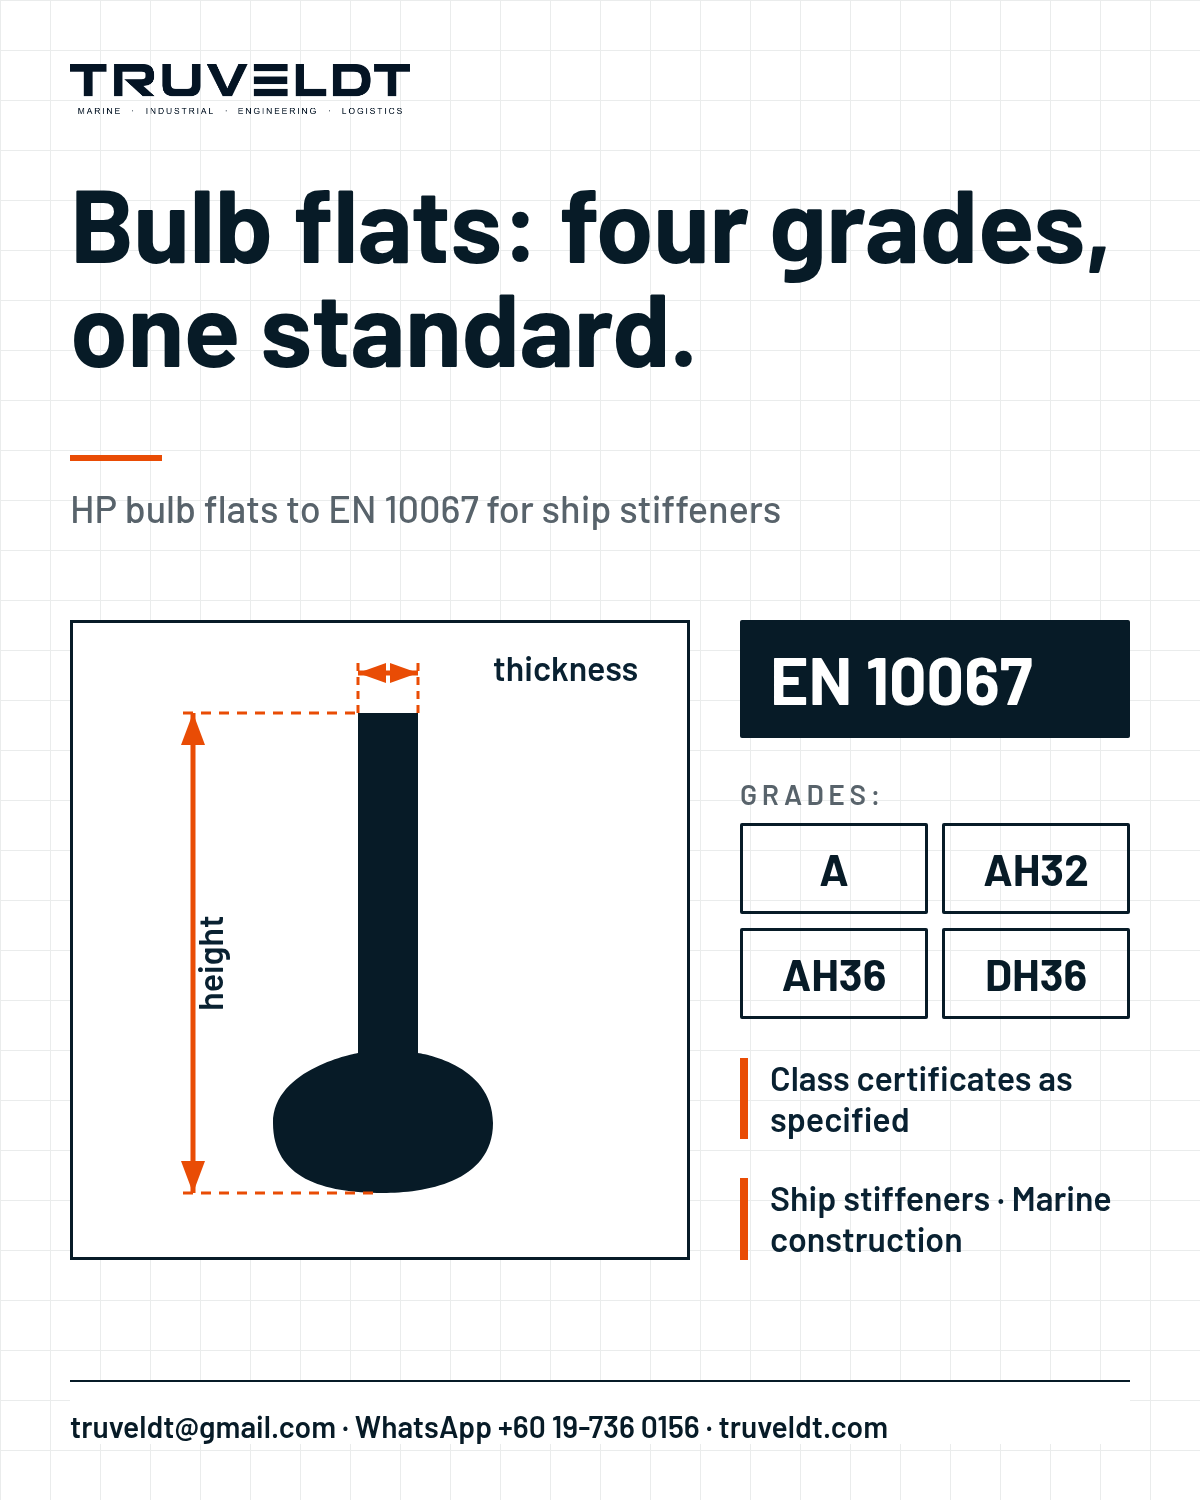 TRUVELDT
MARINE · INDUSTRIAL · ENGINEERING · LOGISTICS
Bulb flats: four grades,
one standard.
HP bulb flats to EN 10067 for ship stiffeners
thickness
height
EN 10067
GRADES:
A
AH32
AH36
DH36
Class certificates as
specified
Ship stiffeners · Marine
construction
truveldt@gmail.com · WhatsApp +60 19-736 0156 · truveldt.com